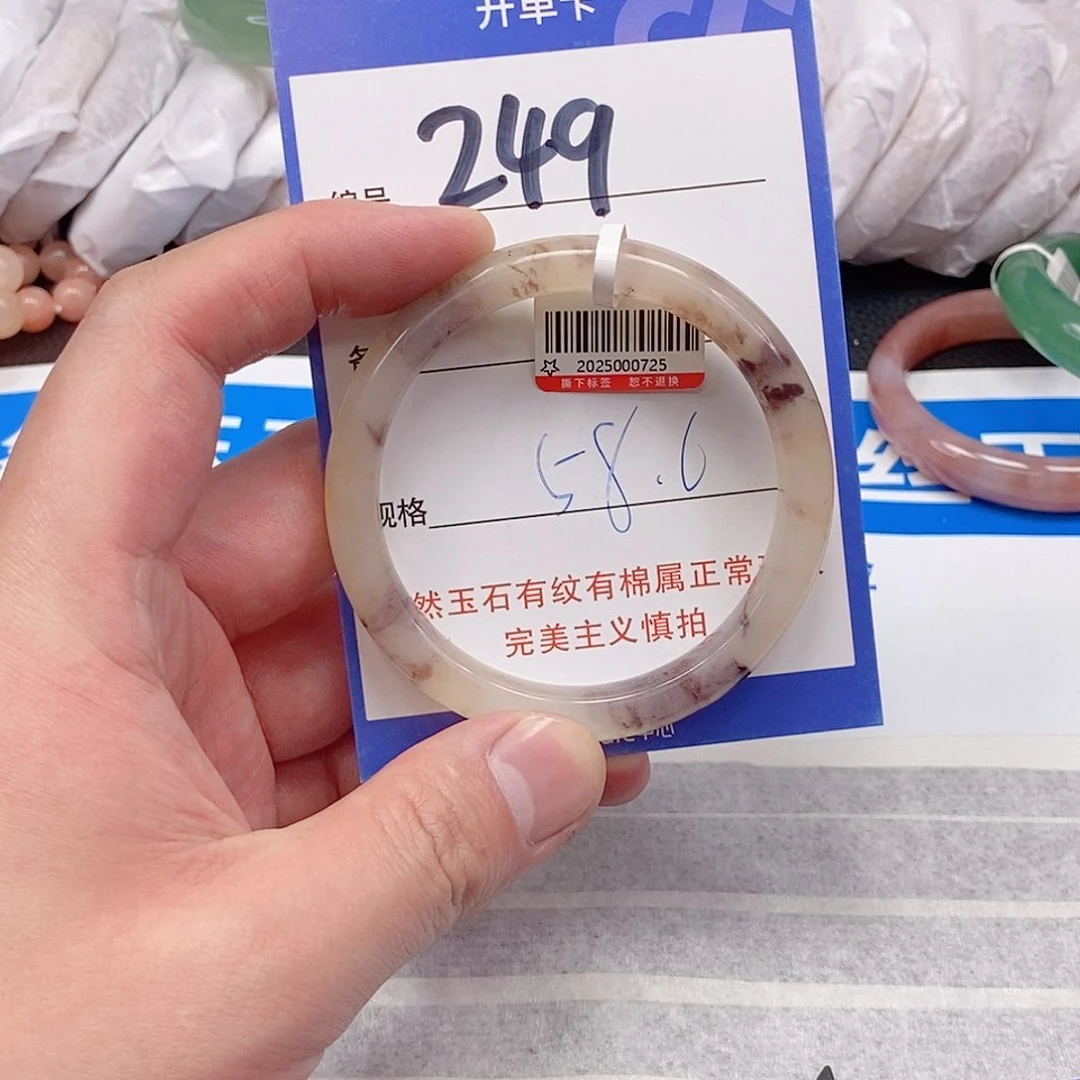 开单卡
249
编号
2025000725
撕下标签 恕不退换
58.6
规格
然玉石有纹有棉属正常
完美主义慎拍